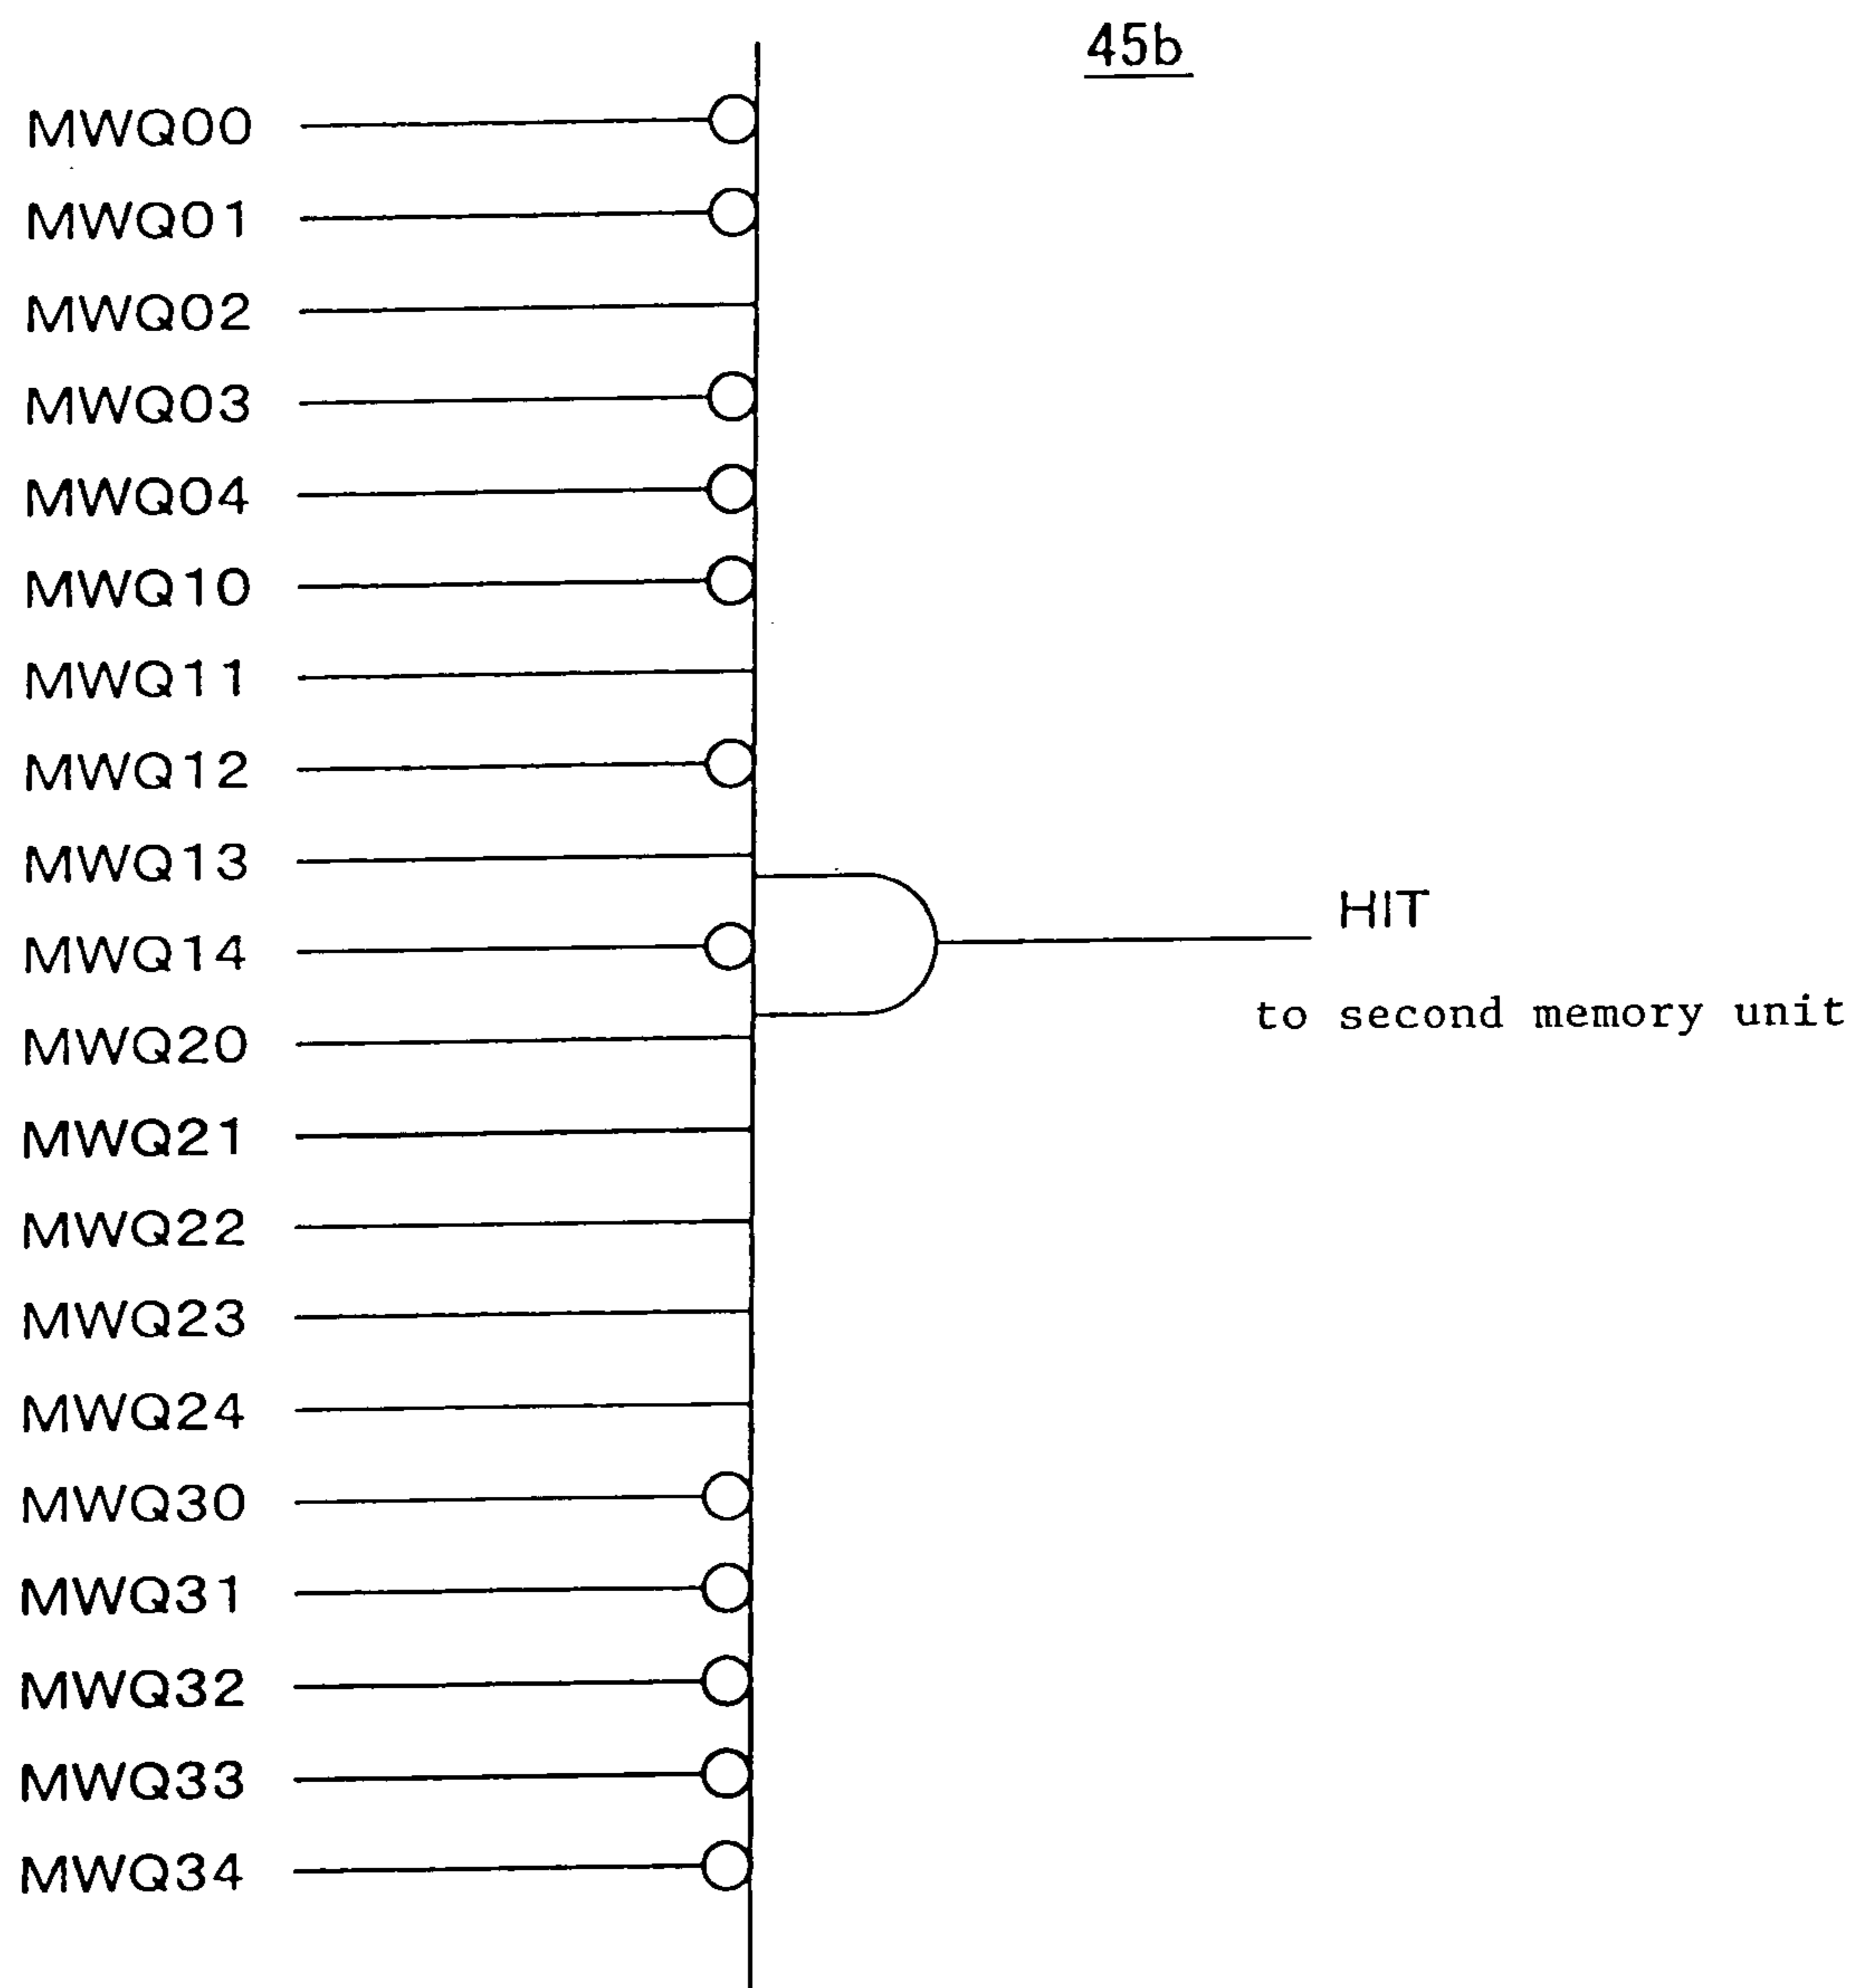 45b
MWQ00
MWQ01
MWQ02
MWQ03
MWQ04
MWQ10
MWQ11
MWQ12
MWQ13
HIT
MWQ14
to second memory unit
MWQ20
MWQ21
MWQ22
MWQ23
MWQ24
MWQ30
MWQ31
MWQ32
MWQ33
MWQ34